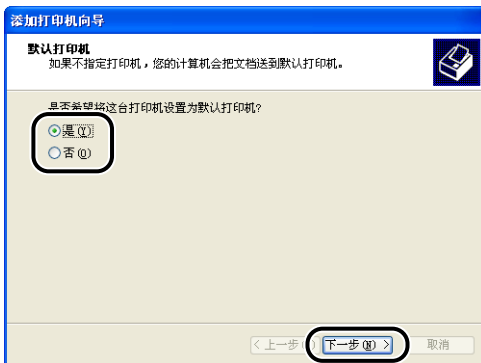 添加打印机向导
默认打印机
如果不指定打印机，您的计算机会把文档送到默认打印机。
是否希望将这台打印机设置为默认打印机?
是(Y)
否(O)
< 上一步( 下一步(N) > 取消